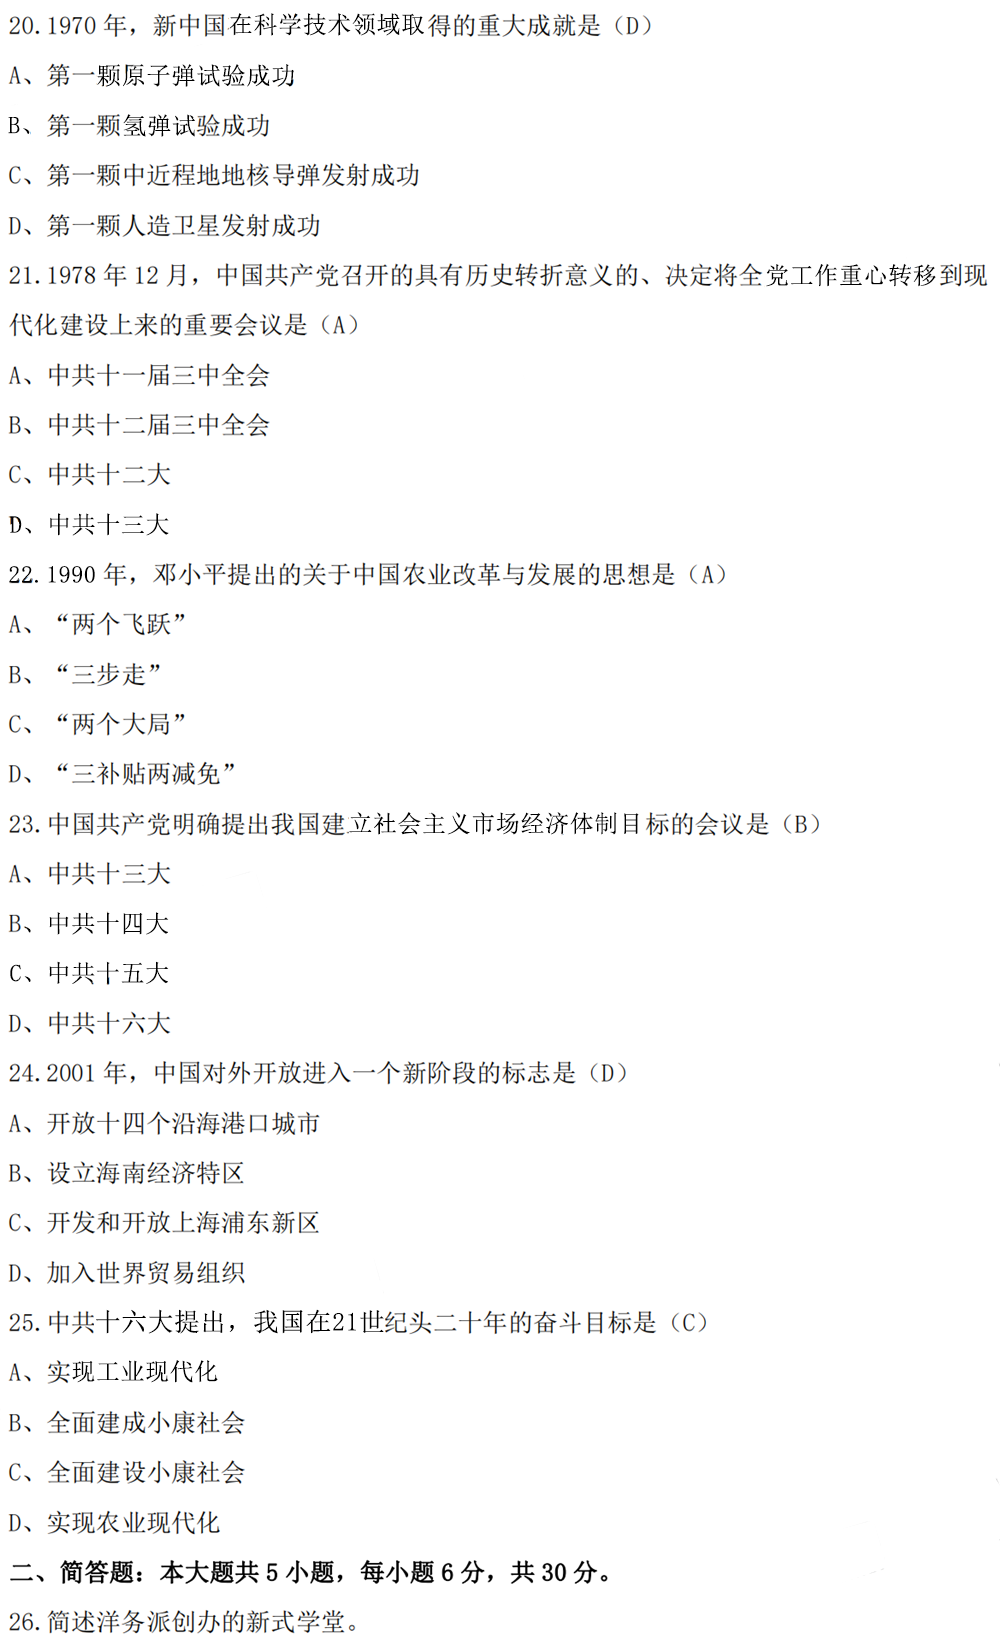 20.1970 年，新中国在科学技术领域取得的重大成就是（D）
A、第一颗原子弹试验成功
B、第一颗氢弹试验成功
C、第一颗中近程地地核导弹发射成功
D、第一颗人造卫星发射成功
21.1978 年 12 月，中国共产党召开的具有历史转折意义的、决定将全党工作重心转移到现
代化建设上来的重要会议是（A）
A、中共十一届三中全会
B、中共十二届三中全会
C、中共十二大
D、中共十三大
22.1990 年，邓小平提出的关于中国农业改革与发展的思想是（A）
A、“两个飞跃”
B、“三步走”
C、“两个大局”
D、“三补贴两减免”
23.中国共产党明确提出我国建立社会主义市场经济体制目标的会议是（B）
A、中共十三大
B、中共十四大
C、中共十五大
D、中共十六大
24.2001 年，中国对外开放进入一个新阶段的标志是（D）
A、开放十四个沿海港口城市
B、设立海南经济特区
C、开发和开放上海浦东新区
D、加入世界贸易组织
25.中共十六大提出，我国在21世纪头二十年的奋斗目标是（C）
A、实现工业现代化
B、全面建成小康社会
C、全面建设小康社会
D、实现农业现代化
二、简答题：本大题共 5 小题，每小题 6 分，共 30 分。
26.简述洋务派创办的新式学堂。